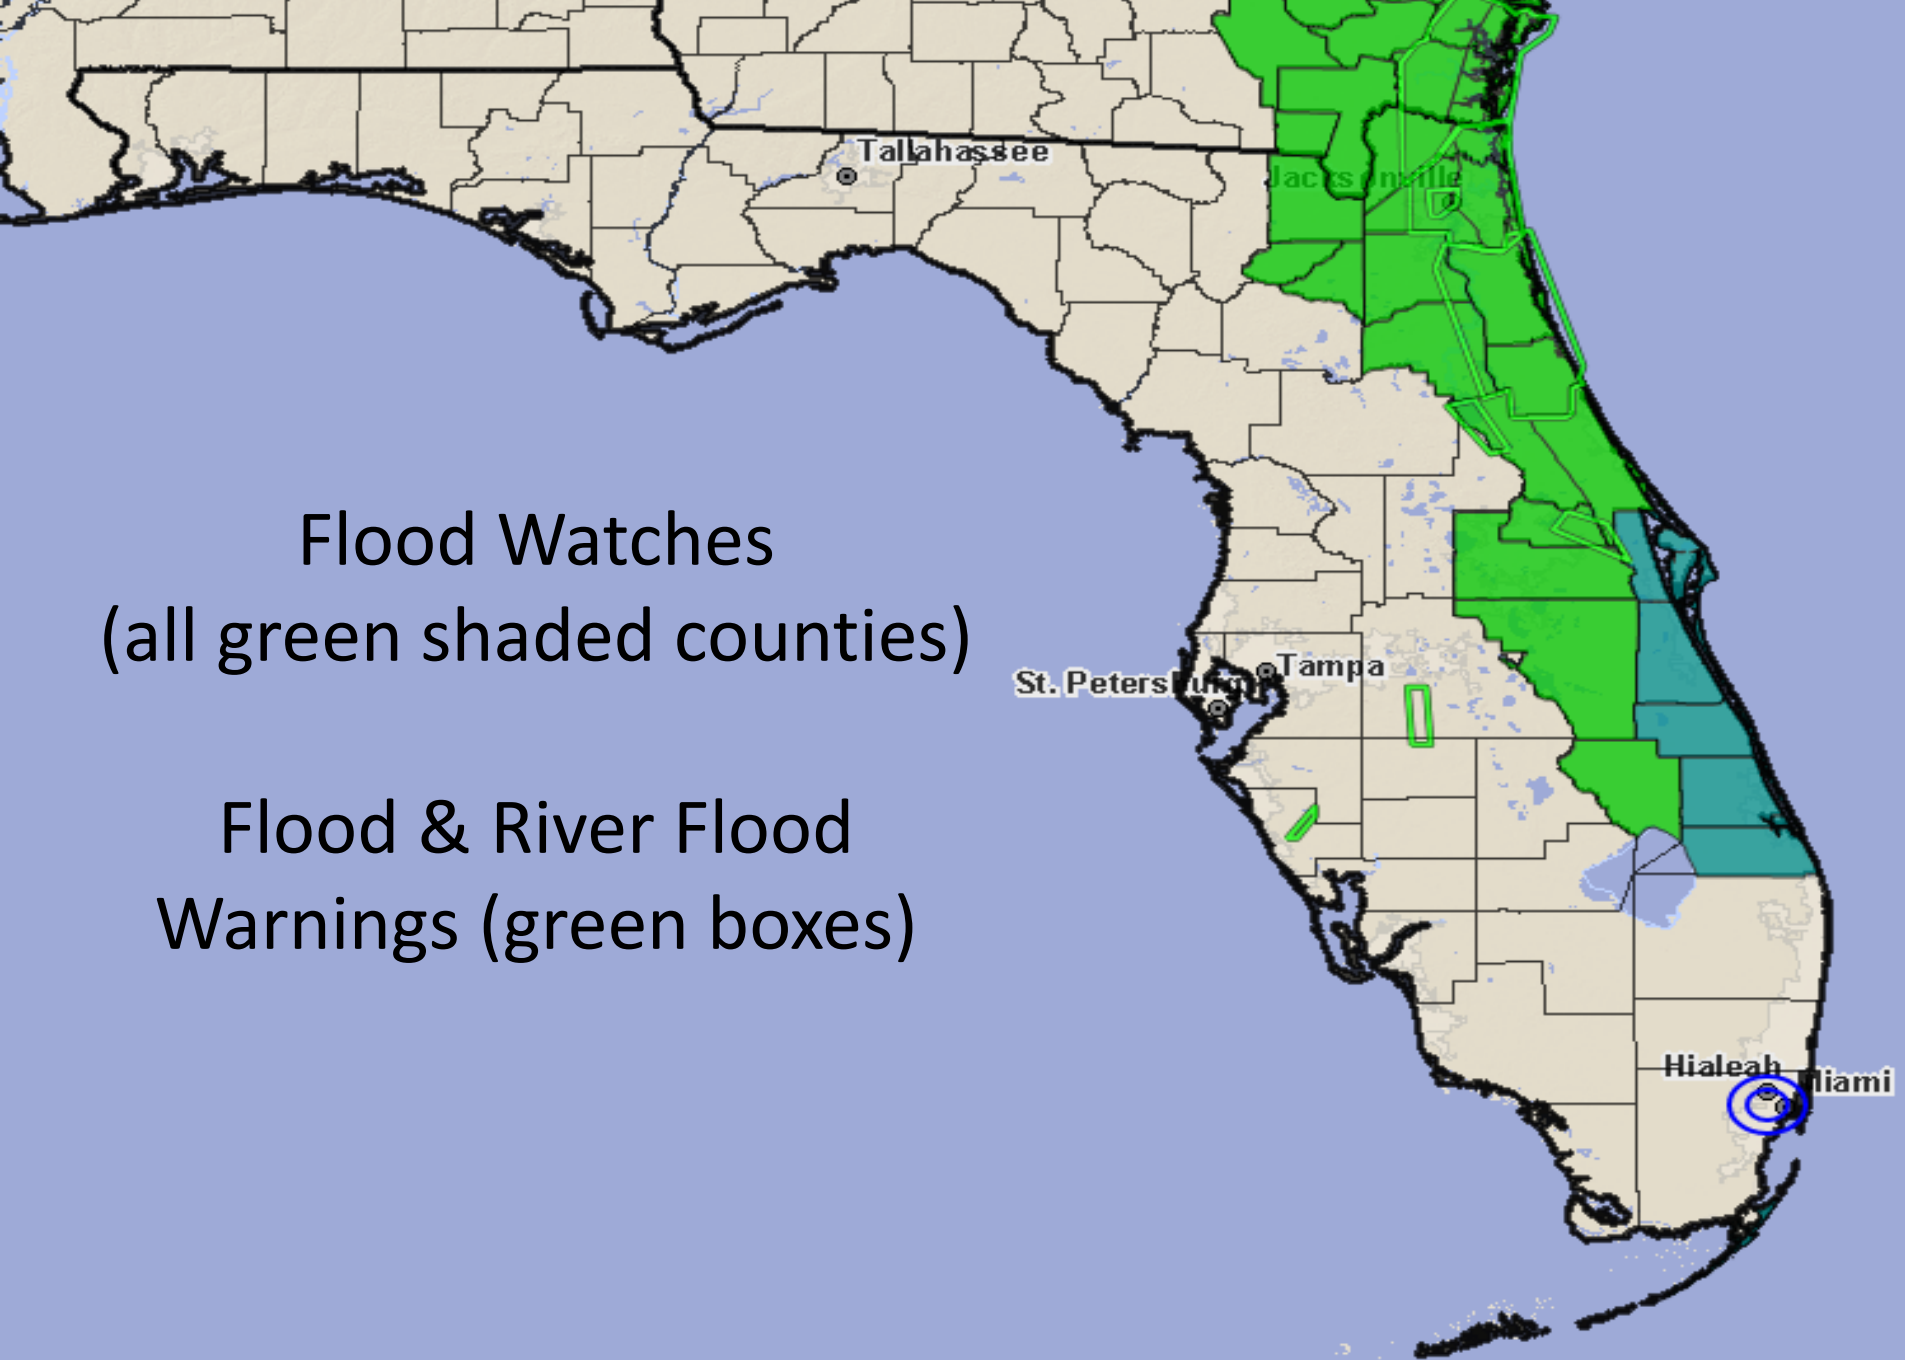 Tallahassee
Jacksonville
Flood Watches
(all green shaded counties)
Tampa
St. Petersburg
Flood & River Flood
Warnings (green boxes)
Hialeah
Miami